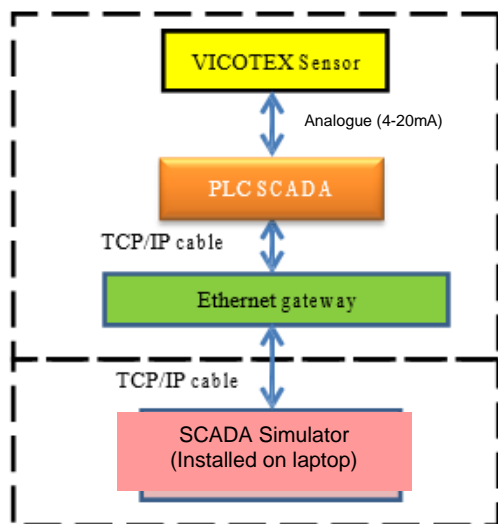 VICOTEX Sensor
Analogue (4-20mA)
PLC SCADA
TCP/IP cable
Ethernet gateway
TCP/IP cable
SCADA Simulator
(Installed on laptop)